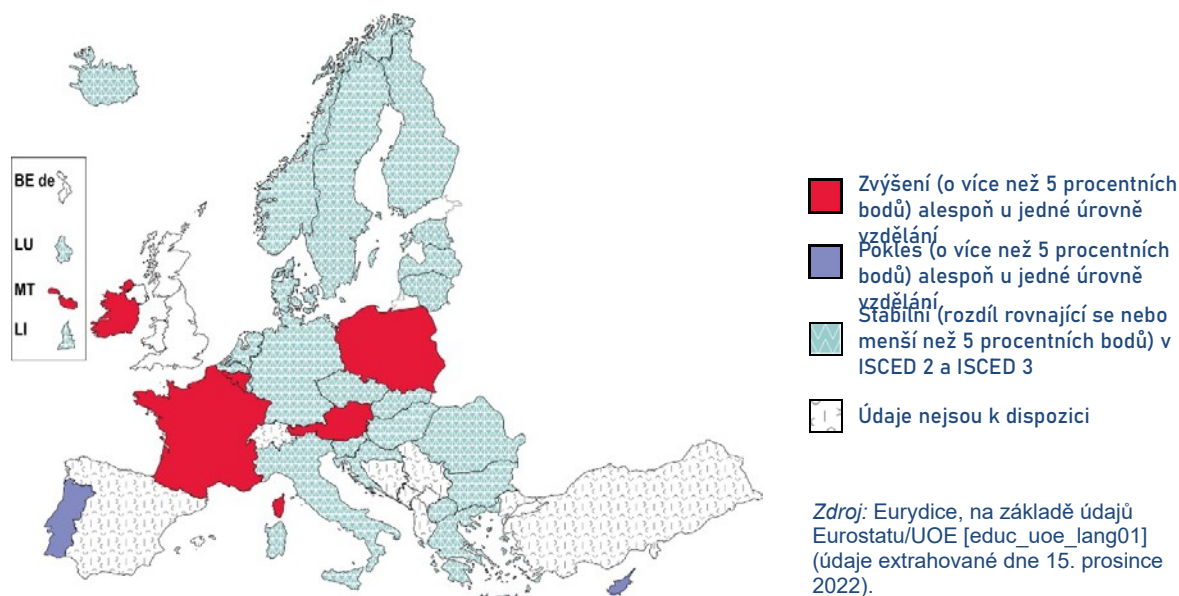 BE de
LU
MT
LI
Zvýšení (o více než 5 procentních
bodů) alespoň u jedné úrovně
vzdělání
Pokles (o více než 5 procentních
bodů) alespoň u jedné úrovně
vzdělání
Stabilní (rozdíl rovnající se nebo
menší než 5 procentních bodů) v
ISCED 2 a ISCED 3
Údaje nejsou k dispozici
Zdroj: Eurydice, na základě údajů
Eurostatu/UOE [educ_uoe_lang01]
(údaje extrahované dne 15. prosince
2022).